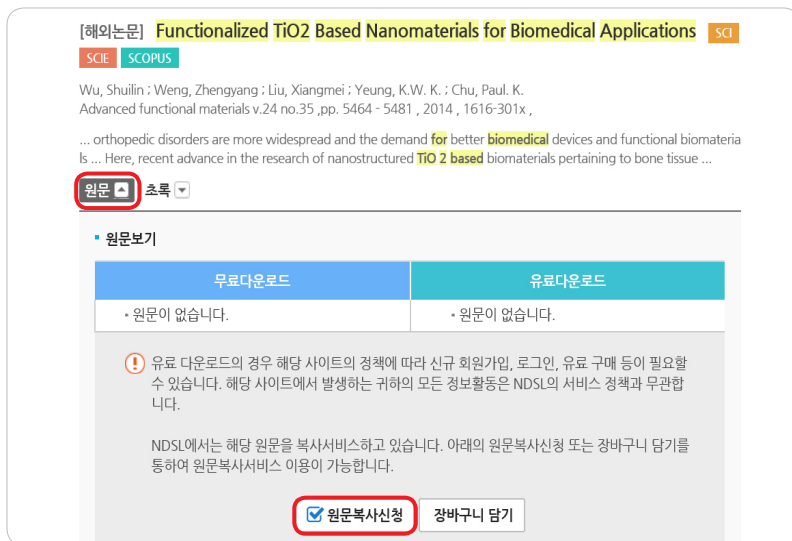 [해외논문] Functionalized TiO2 Based Nanomaterials for Biomedical Applications SCI
SCIE SCOPUS
Wu, Shuilin ; Weng, Zhengyang ; Liu, Xiangmei ; Yeung, K.W. K. ; Chu, Paul. K.
Advanced functional materials v.24 no.35 ,pp. 5464 - 5481 , 2014 , 1616-301x ,
... orthopedic disorders are more widespread and the demand for better biomedical devices and functional biomateria
ls ... Here, recent advance in the research of nanostructured TiO 2 based biomaterials pertaining to bone tissue ...
원문 초록
원문보기
무료다운로드 유료다운로드
• 원문이 없습니다. • 원문이 없습니다.
유료 다운로드의 경우 해당 사이트의 정책에 따라 신규 회원가입, 로그인, 유료 구매 등이 필요할
수 있습니다. 해당 사이트에서 발생하는 귀하의 모든 정보활동은 NDSL의 서비스 정책과 무관합
니다.
NDSL에서는 해당 원문을 복사서비스하고 있습니다. 아래의 원문복사신청 또는 장바구니 담기를
통하여 원문복사서비스 이용이 가능합니다.
원문복사신청 장바구니 담기